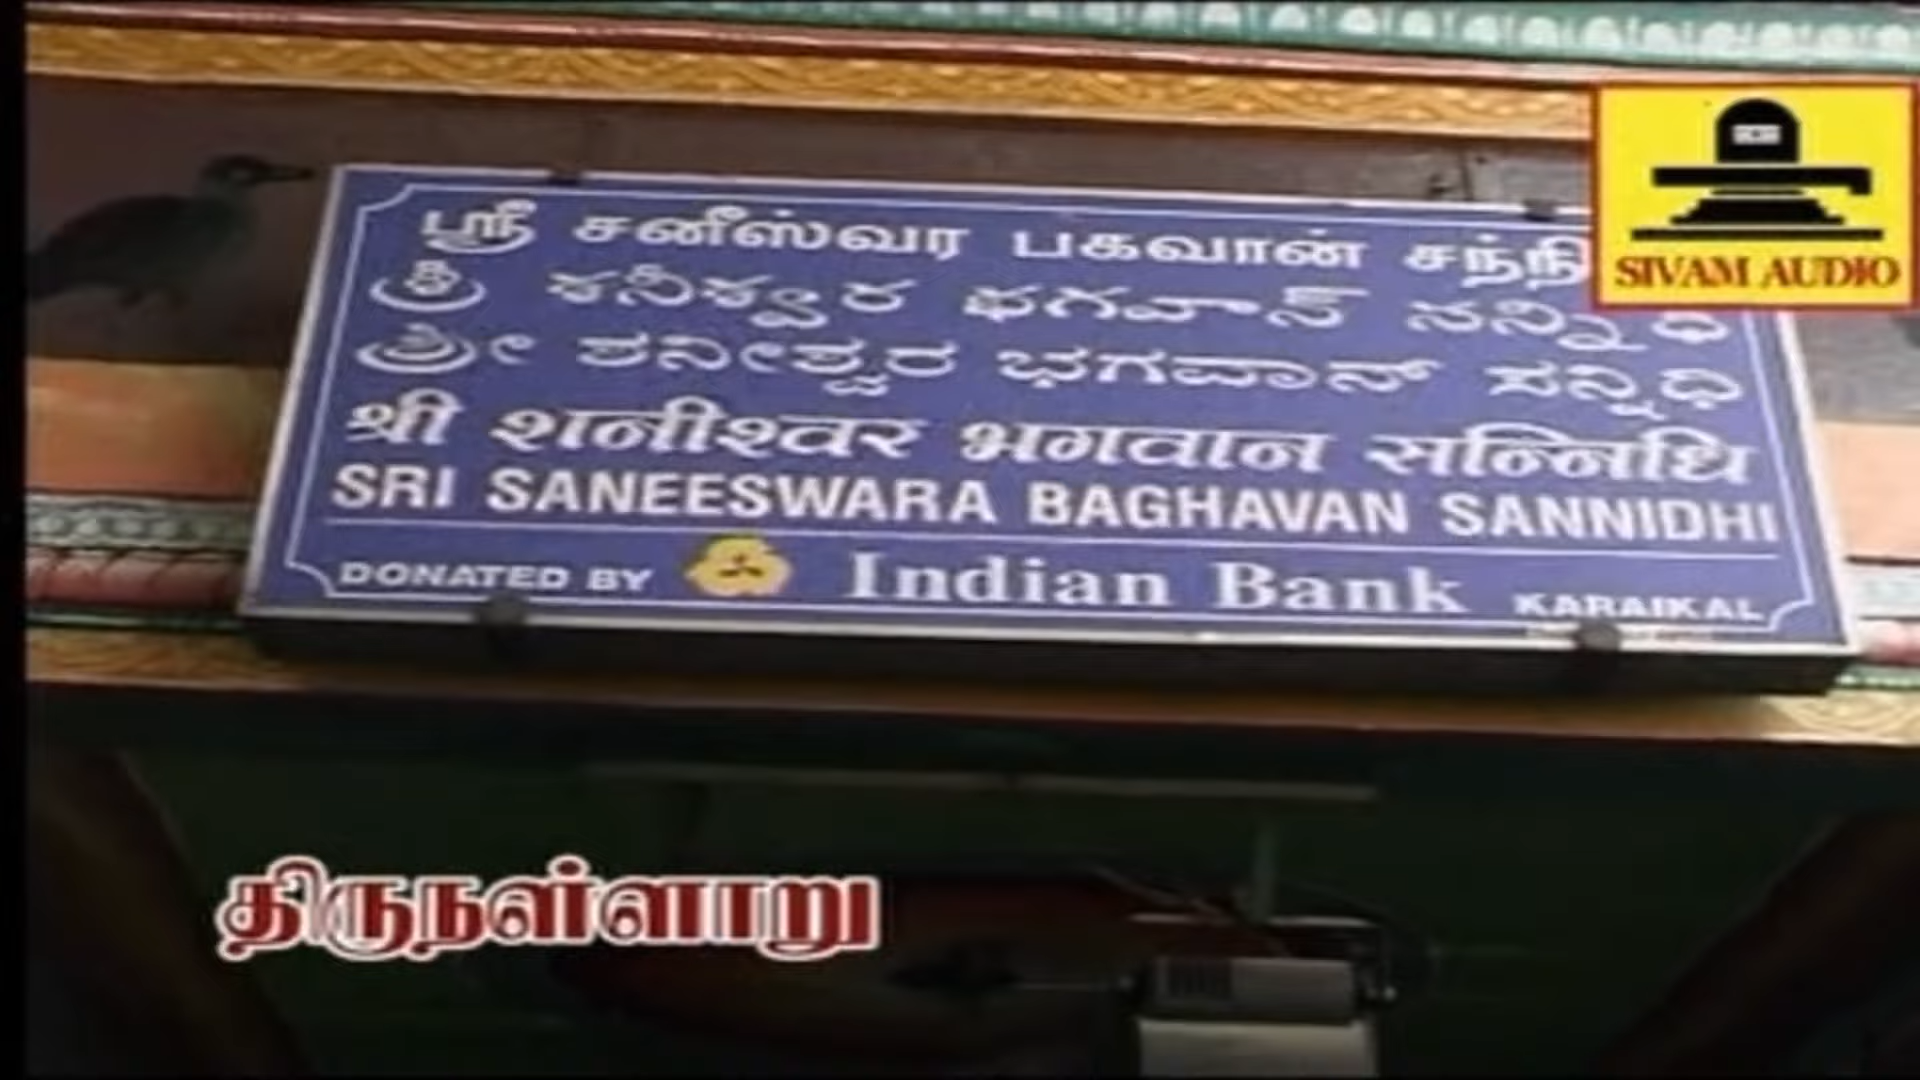 ஸ்ரீ சனீஸ்வர பகவான்
శ్రీ శనీశ్వర భగవాన్ సన్నిధి
ಶ್ರೀ ಶನೀಶ್ವರ ಭಗವಾನ್ ಸನ್ನಿಧಿ
श्री शनीश्वर भगवान सन्निधि
SRI SANEESWARA BAGHAVAN SANNIDHI
DONATED BY Indian Bank KARAIKAL
SIVAM AUDIO
திருநள்ளாறு